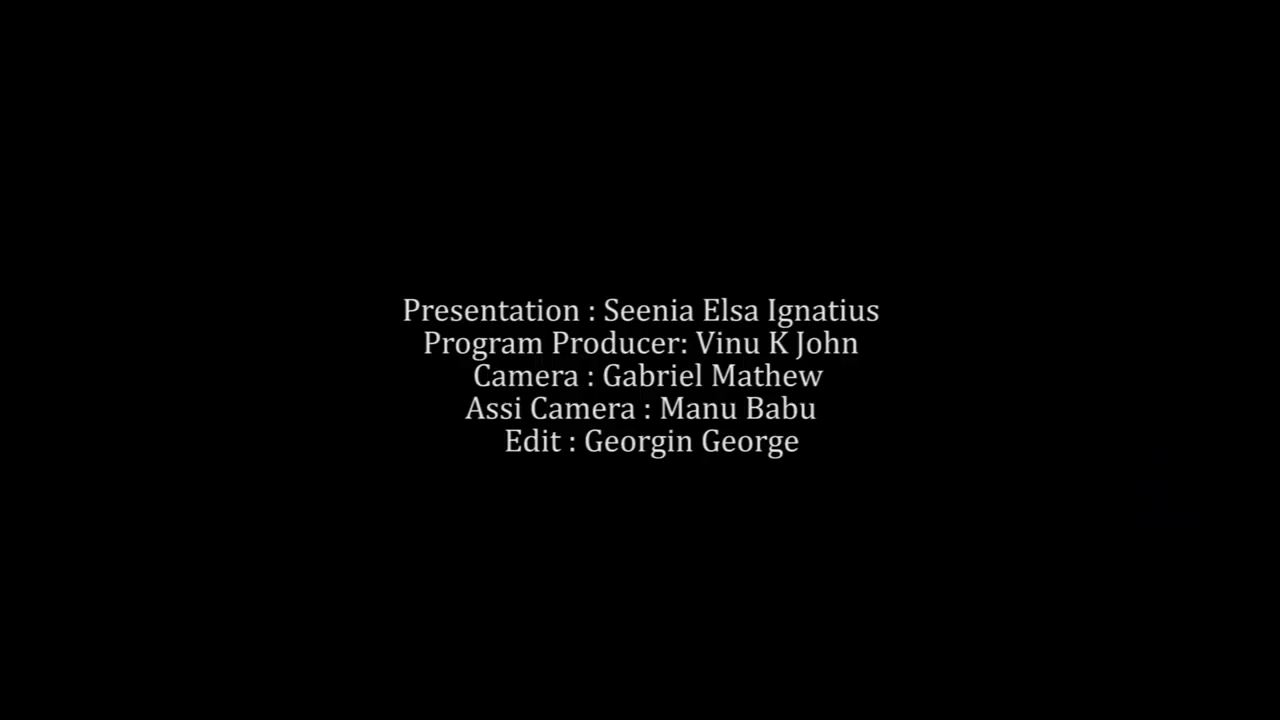 Presentation : Seenia Elsa Ignatius
Program Producer: Vinu K John
Camera : Gabriel Mathew
Assi Camera : Manu Babu
Edit : Georgin George